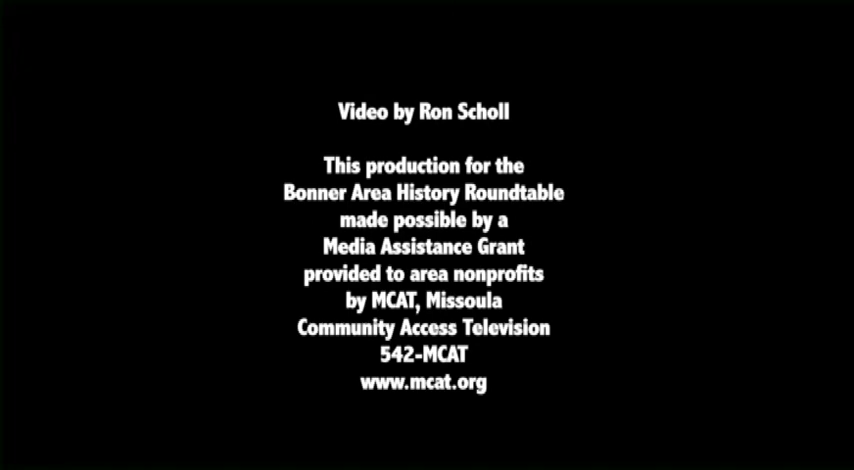 Video by Ron Scholl
This production for the
Bonner Area History Roundtable
made possible by a
Media Assistance Grant
provided to area nonprofits
by MCAT, Missoula
Community Access Television
542-MCAT
www.mcat.org